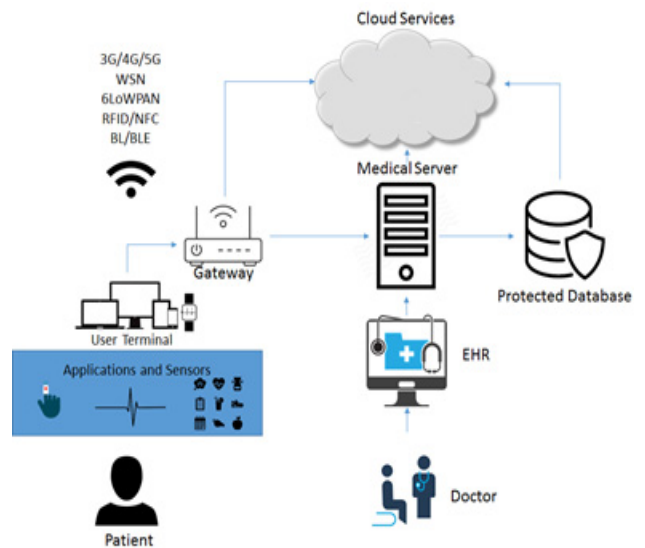 Cloud Services
3G/4G/5G
WSN
6LoWPAN
RFID/NFC
BL/BLE
Medical Server
Gateway
Protected Database
User Terminal
EHR
Applications and Sensors
Doctor
Patient